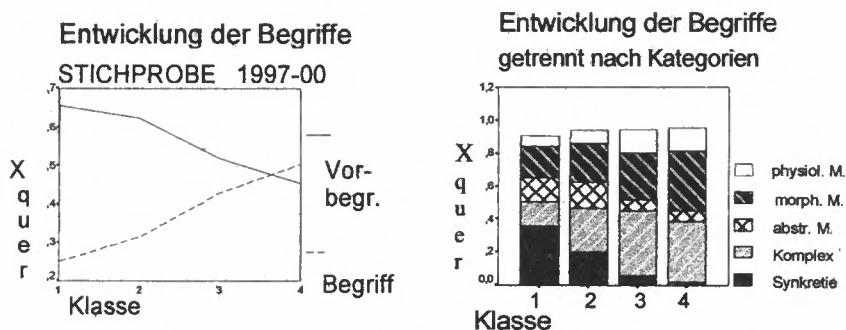 Entwicklung der Begriffe
STICHPROBE 1997-00
,7
,6
,5
,4
,3
,2
X
q
u
e
r
1
2
3
4
Klasse
Vor-
begr.
Begriff
Entwicklung der Begriffe
getrennt nach Kategorien
1,2
1,0
,8
,6
,4
,2
0,0
X
q
u
e
r
1 2 3 4
Klasse
physiol. M.
morph. M.
abstr. M.
Komplex
Synkretie